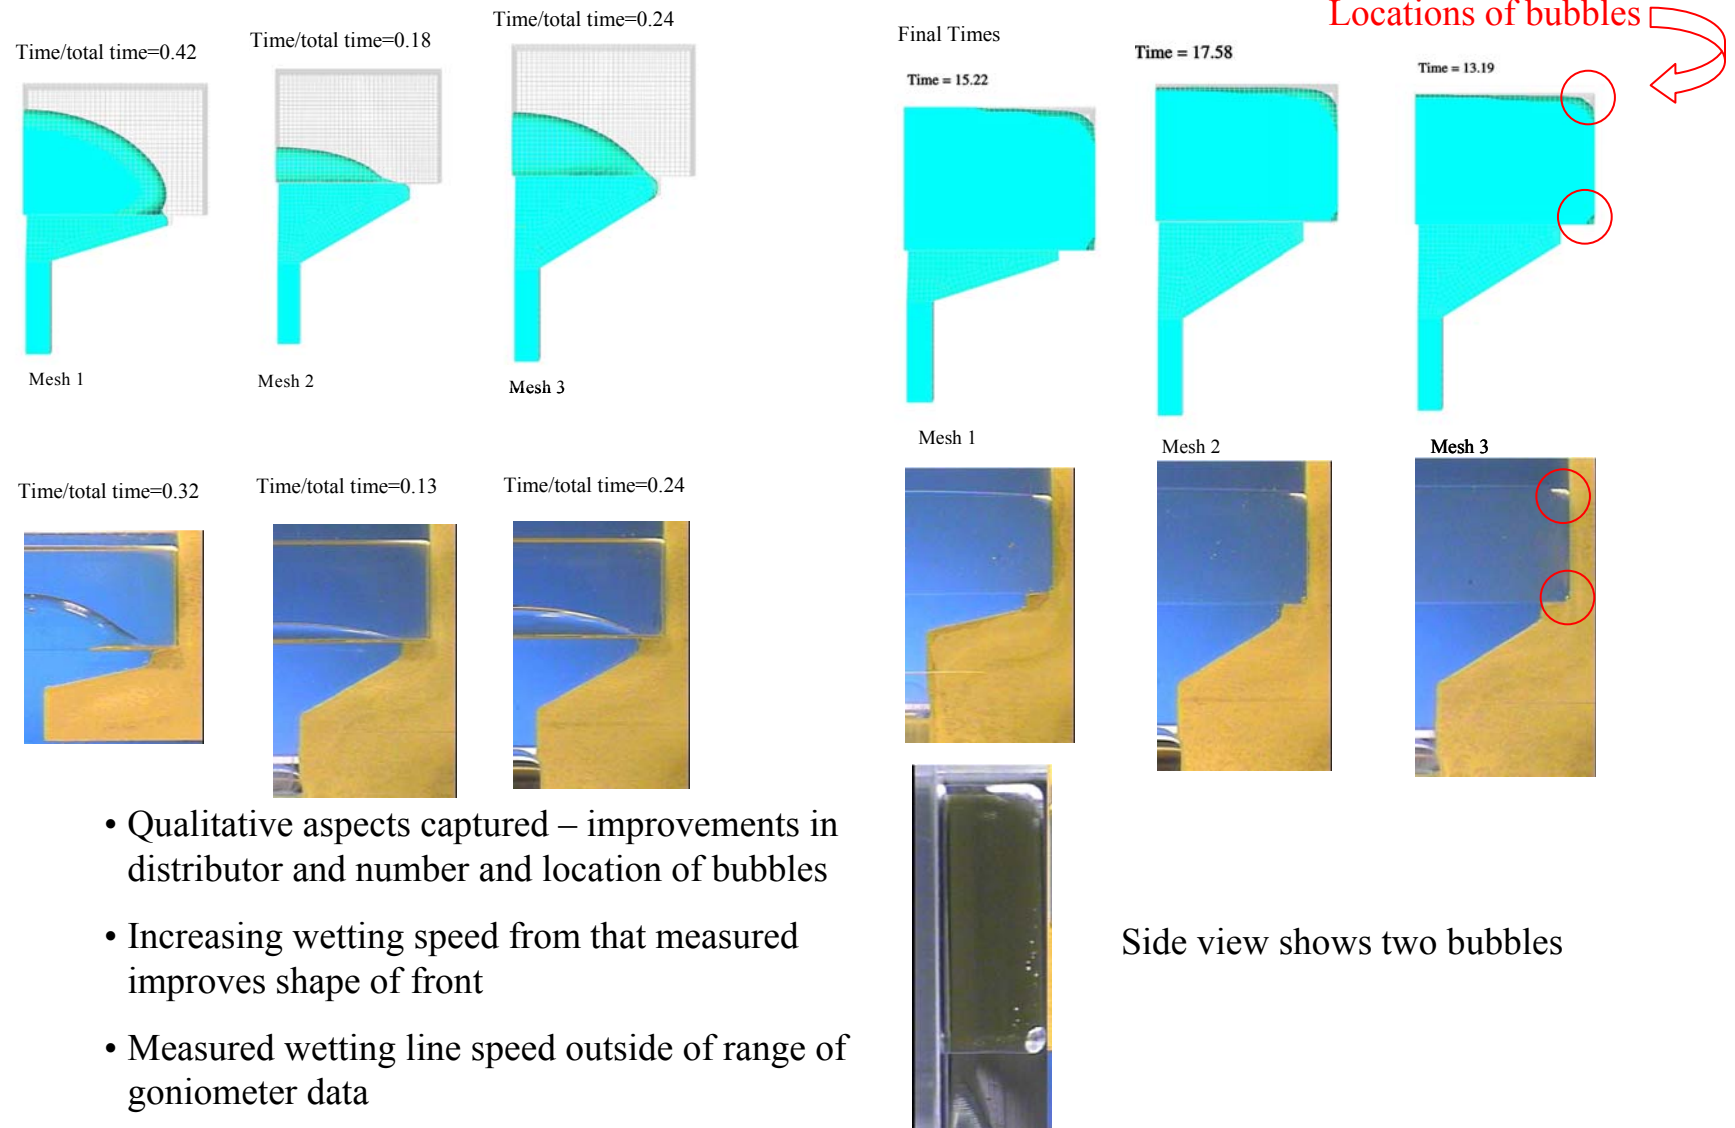 Time/total time=0.42
Time/total time=0.18
Time/total time=0.24
Final Times
Locations of bubbles
Time = 15.22
Time = 17.58
Time = 13.19
Mesh 1
Mesh 2
Mesh 3
Mesh 1
Mesh 2
Mesh 3
Time/total time=0.32
Time/total time=0.13
Time/total time=0.24
• Qualitative aspects captured – improvements in
distributor and number and location of bubbles
• Increasing wetting speed from that measured
improves shape of front
• Measured wetting line speed outside of range of
goniometer data
Side view shows two bubbles